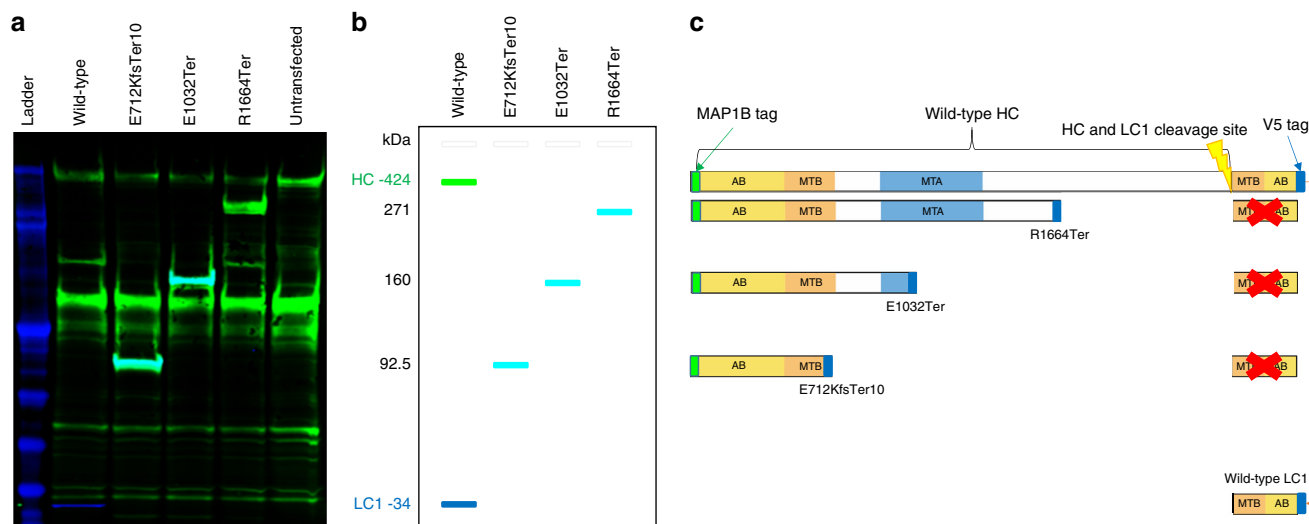 a
Ladder
Wild-type
E712KfsTer10
E1032Ter
R1664Ter
Untransfected
b
Wild-type
E712KfsTer10
E1032Ter
R1664Ter
kDa
HC -424
271
160
92.5
LC1 -34
c
MAP1B tag
Wild-type HC
HC and LC1 cleavage site
V5 tag
AB MTB MTA MTB AB
AB MTB MTA
R1664Ter
AB MTB
E1032Ter
AB MTB
E712KfsTer10
Wild-type LC1
MTB AB